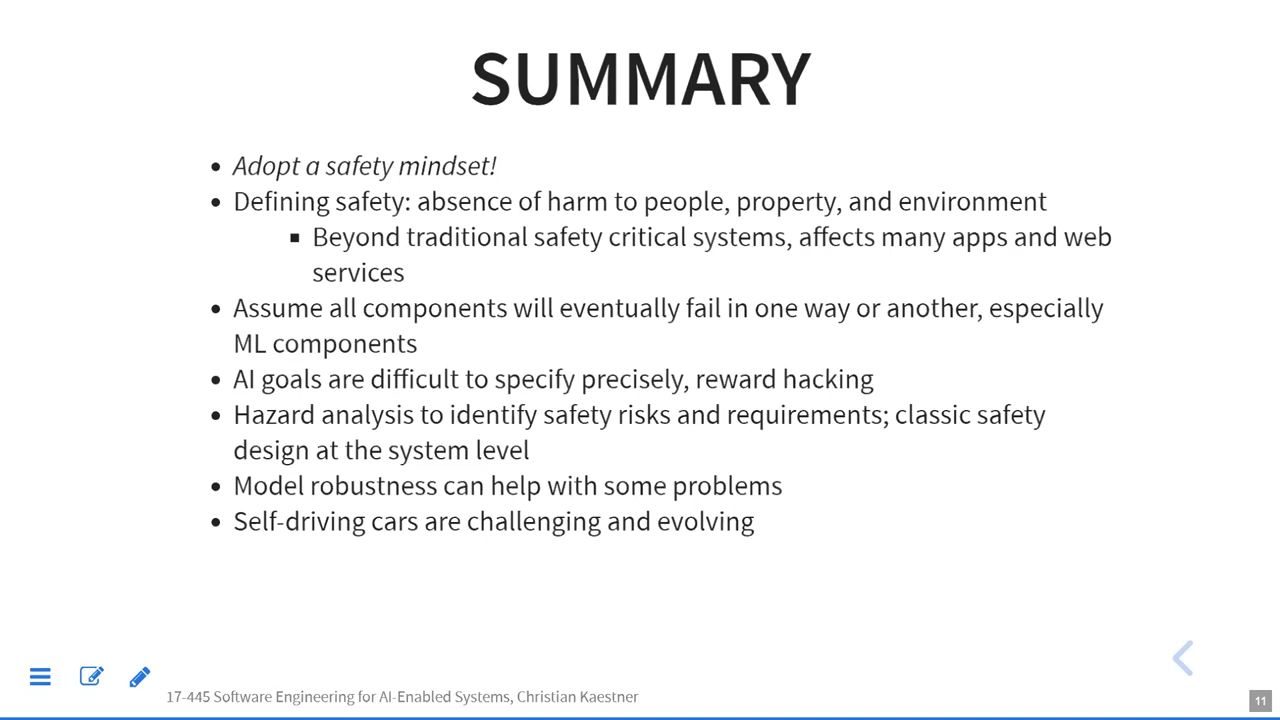 SUMMARY
Adopt a safety mindset!
Defining safety: absence of harm to people, property, and environment
Beyond traditional safety critical systems, affects many apps and web
services
Assume all components will eventually fail in one way or another, especially
ML components
AI goals are difficult to specify precisely, reward hacking
Hazard analysis to identify safety risks and requirements; classic safety
design at the system level
Model robustness can help with some problems
Self-driving cars are challenging and evolving
17-445 Software Engineering for AI-Enabled Systems, Christian Kaestner
11